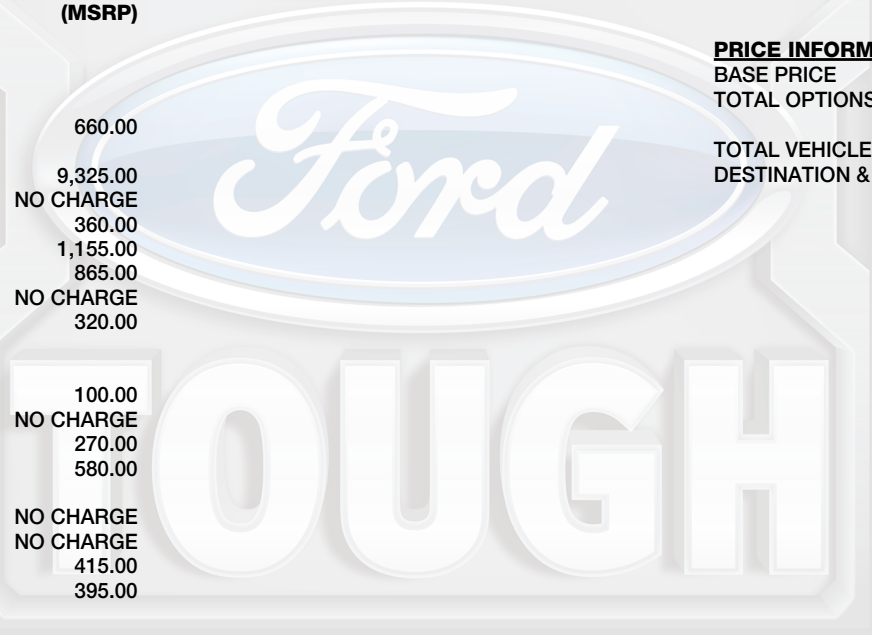 (MSRP)
660.00
9,325.00
NO CHARGE
360.00
1,155.00
865.00
NO CHARGE
320.00
100.00
NO CHARGE
270.00
580.00
NO CHARGE
NO CHARGE
415.00
395.00
PRICE INFORM
BASE PRICE
TOTAL OPTIONS
TOTAL VEHICLE
DESTINATION &
Ford
TOUGH